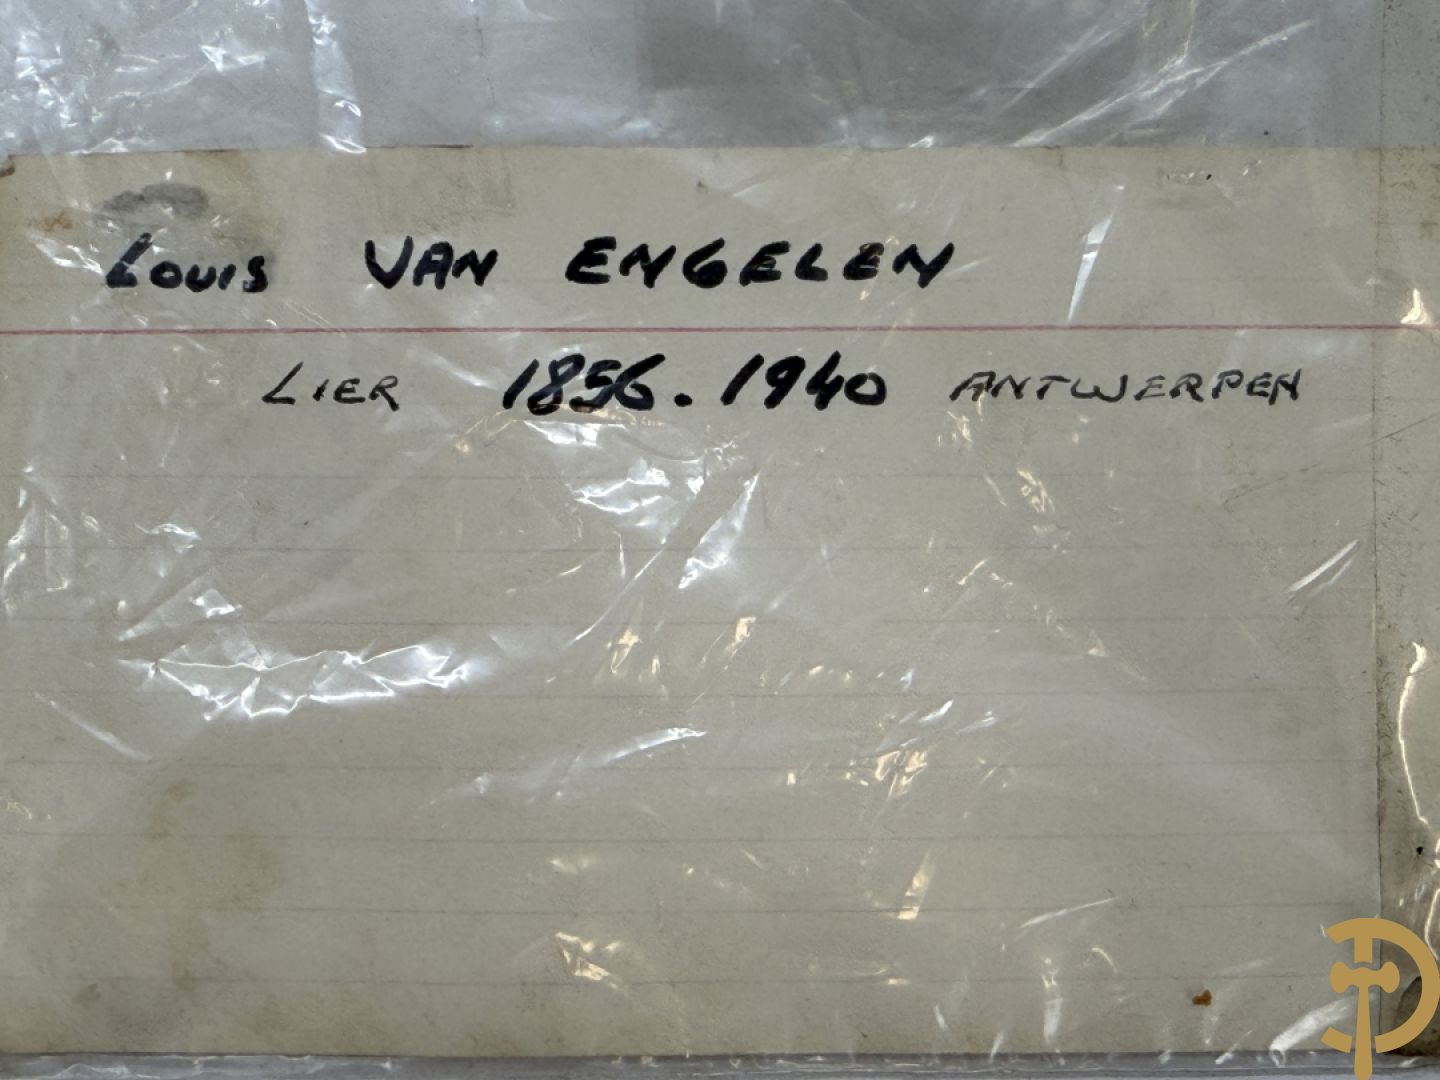 LOUIS VAN ENGELEN
LIER 1856.1940 ANTWERPEN